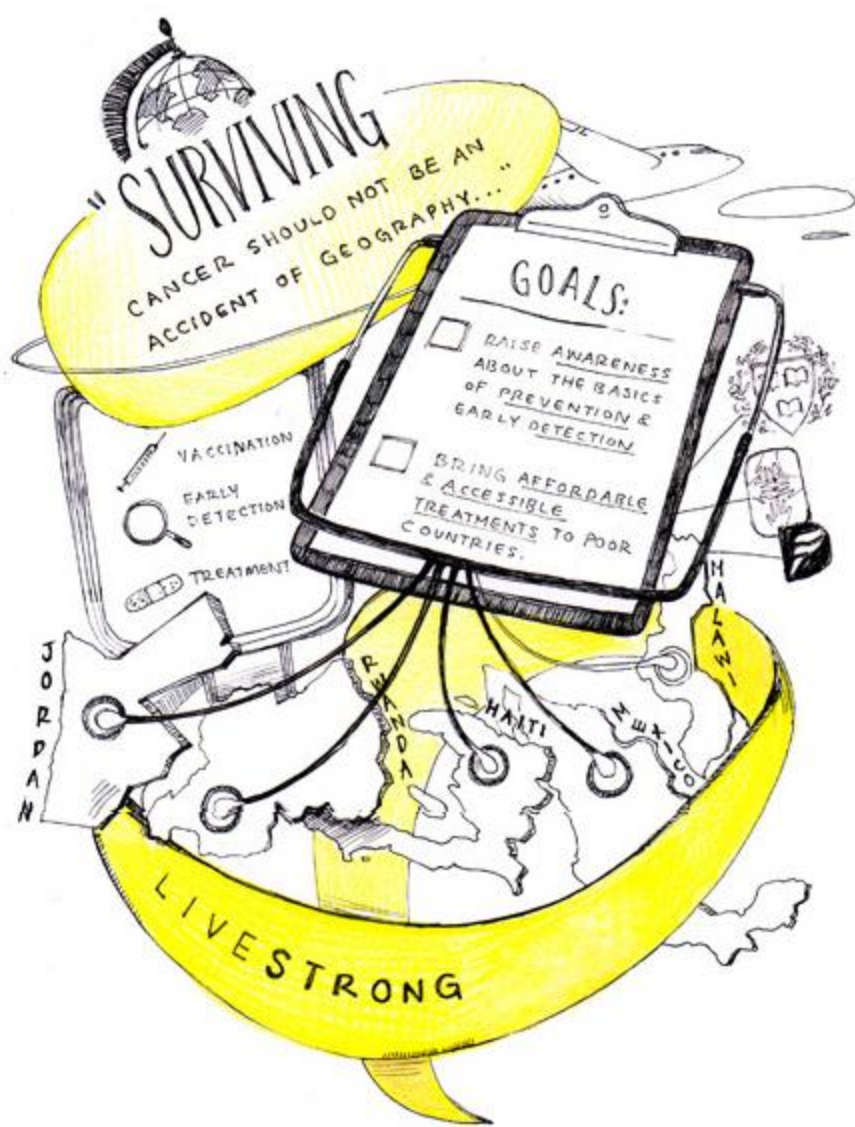 "SURVIVING
CANCER SHOULD NOT BE AN
ACCIDENT OF GEOGRAPHY..."
GOALS:
RAISE AWARENESS
ABOUT THE BASICS
OF PREVENTION &
EARLY DETECTION
BRING AFFORDABLE
& ACCESSIBLE
TREATMENTS TO POOR
COUNTRIES.
VACCINATION
EARLY
DETECTION
TREATMENT
JORDAN
RWANDA
HAITI
MEXICO
MALAWI
LIVESTRONG